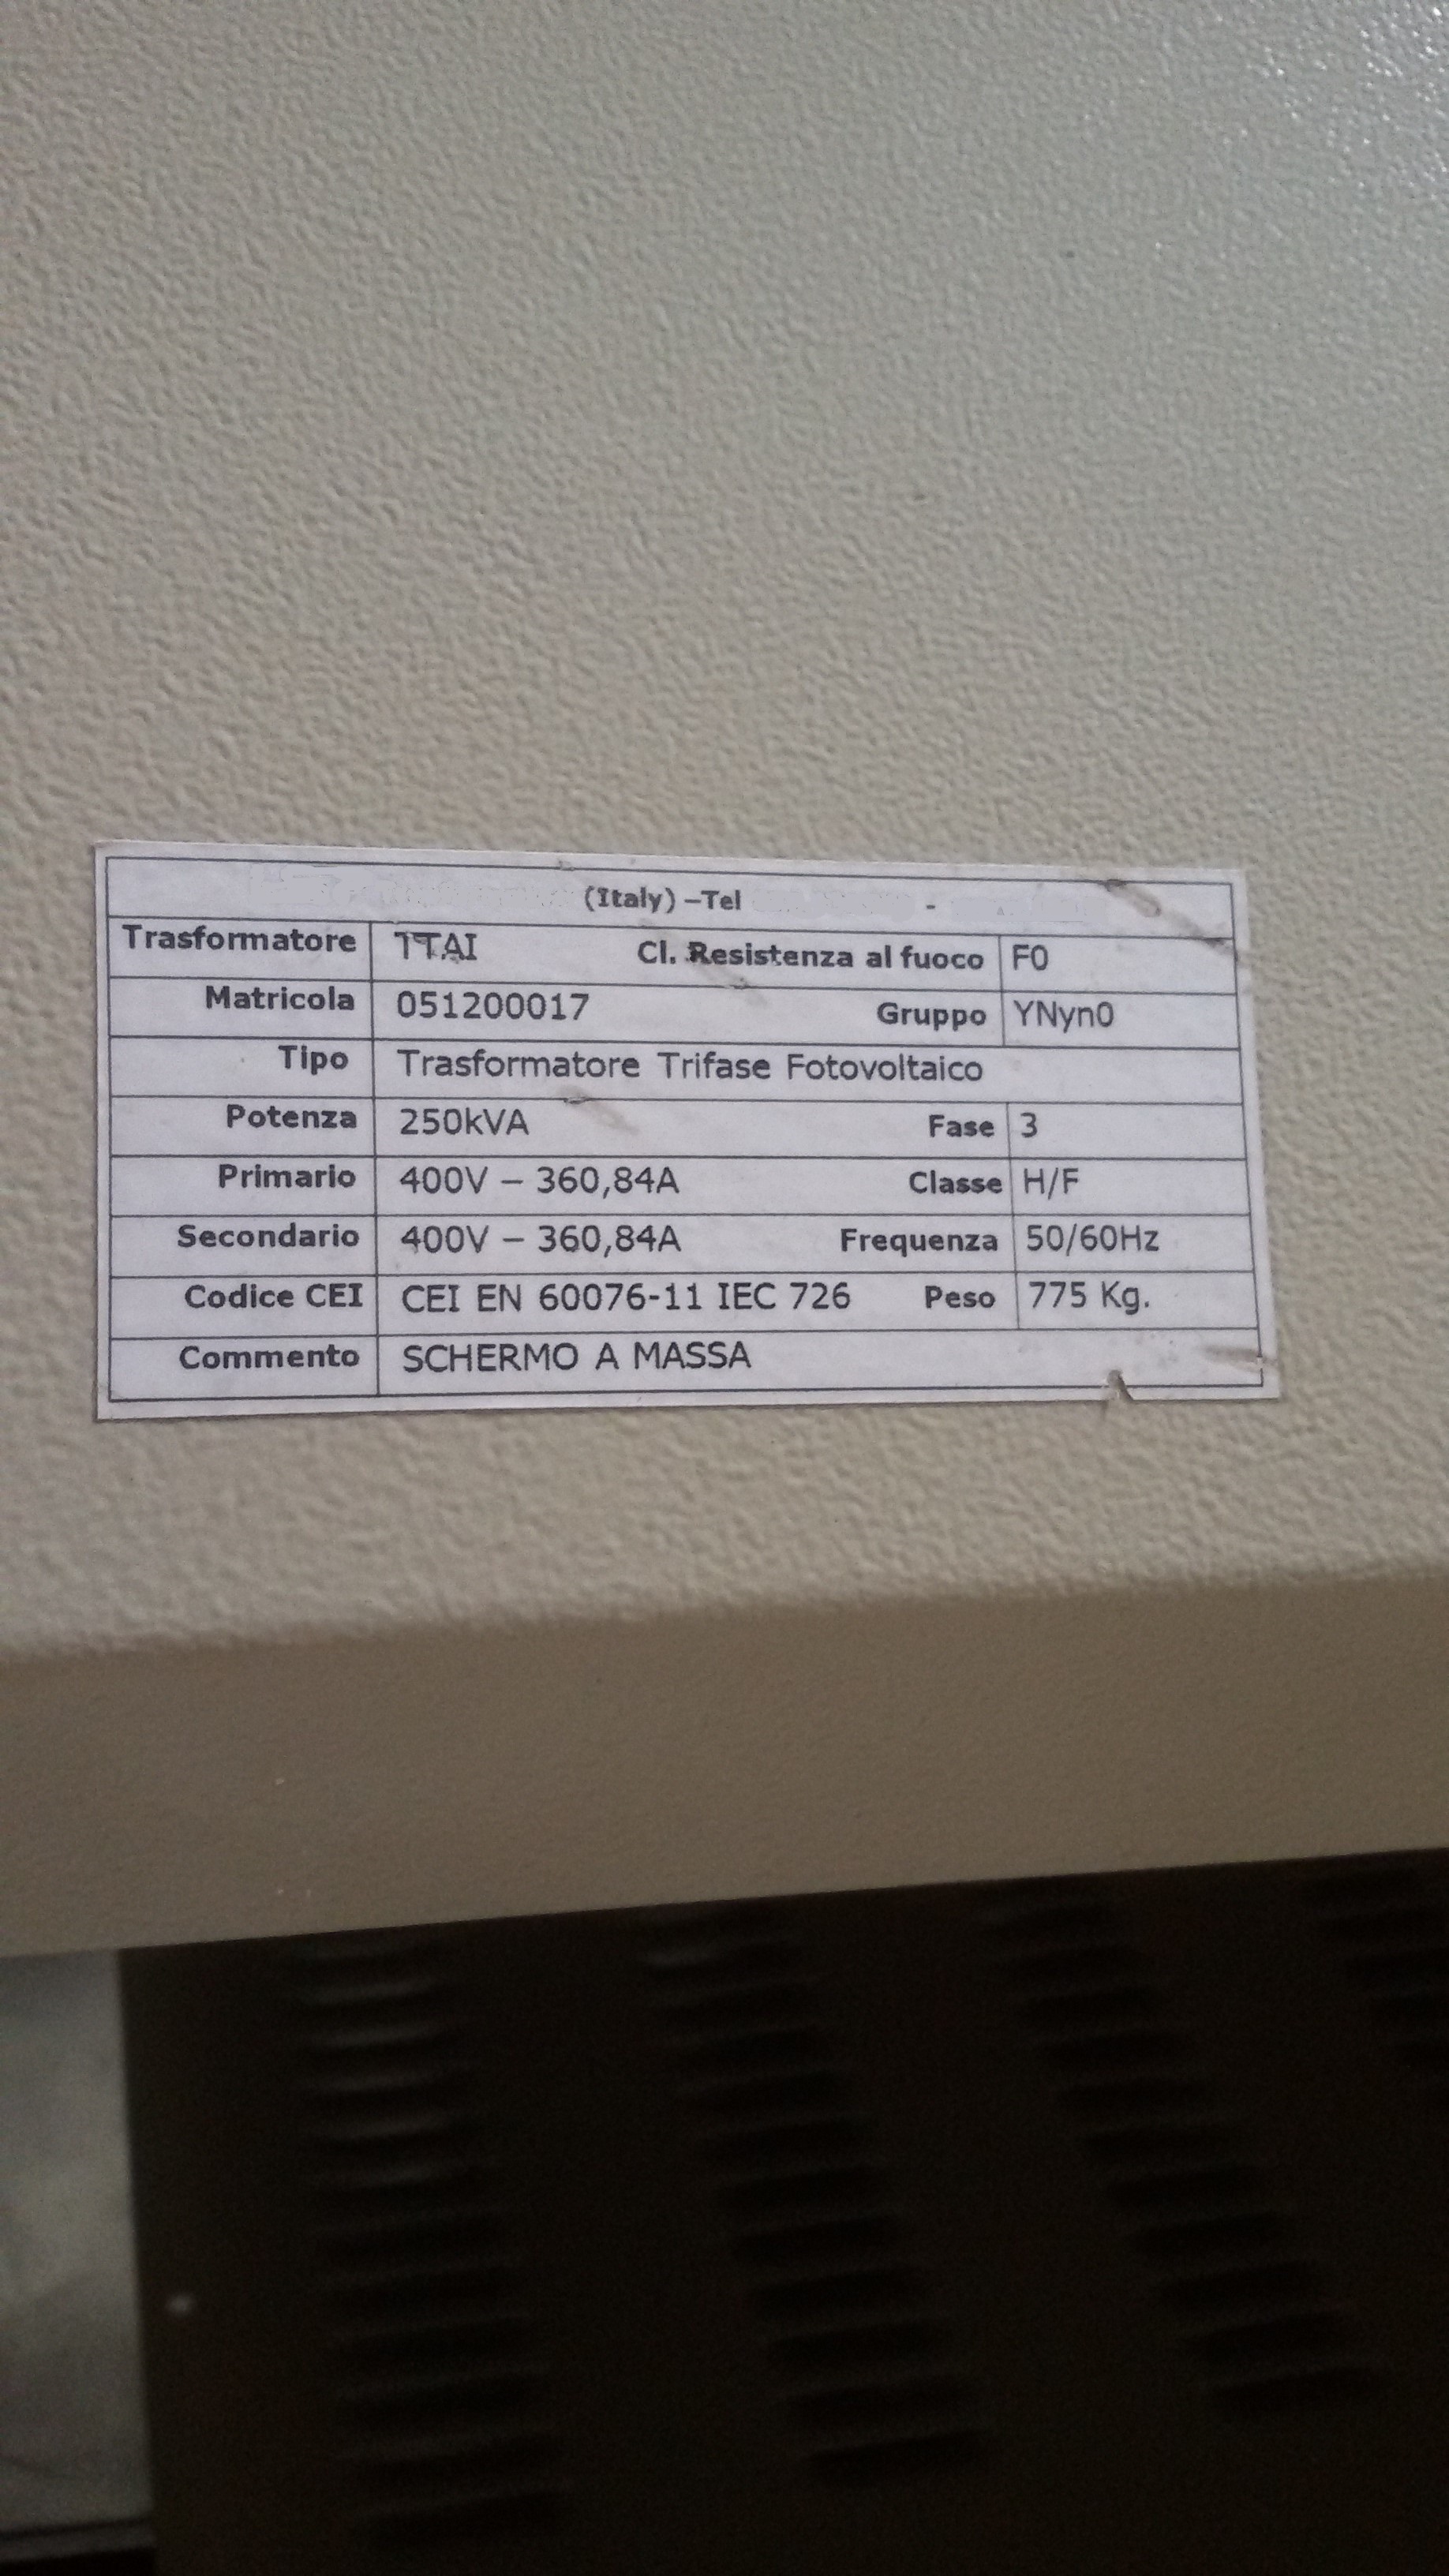 (Italy) –Tel -
Trasformatore TTAI Cl. Resistenza al fuoco F0
Matricola 051200017 Gruppo YNyn0
Tipo Trasformatore Trifase Fotovoltaico
Potenza 250kVA Fase 3
Primario 400V – 360,84A Classe H/F
Secondario 400V – 360,84A Frequenza 50/60Hz
Codice CEI CEI EN 60076-11 IEC 726 Peso 775 Kg.
Commento SCHERMO A MASSA